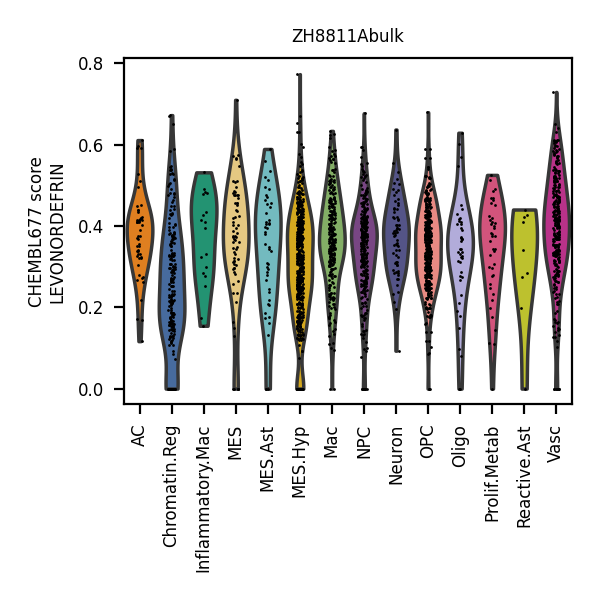 ZH8811Abulk
CHEMBL677 score
LEVONORDEFRIN
0.8
0.6
0.4
0.2
0.0
AC
Chromatin.Reg
Inflammatory.Mac
MES
MES.Ast
MES.Hyp
Mac
NPC
Neuron
OPC
Oligo
Prolif.Metab
Reactive.Ast
Vasc